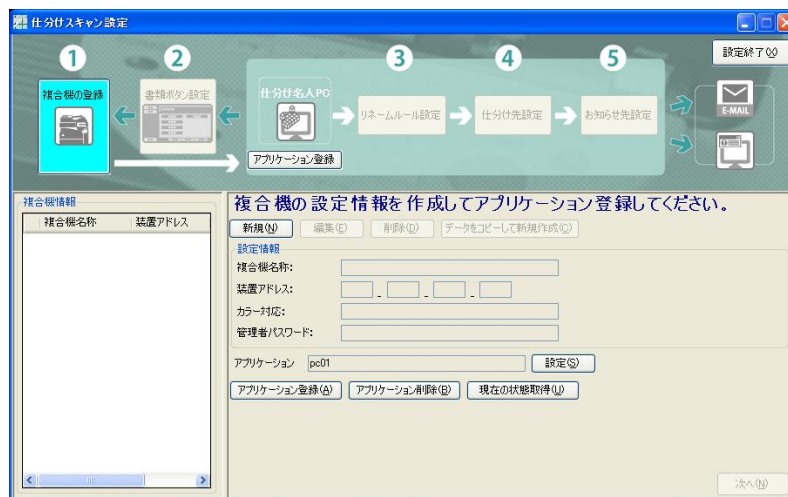 仕分けスキャン設定
設定終了(X)
1
2
3
4
5
複合機の登録
書類ボタン設定
仕分け名人PC
リネームルール設定
仕分け先設定
お知らせ先設定
E-MAIL
アプリケーション登録
複合機情報
複合機名称 装置アドレス
複合機の設定情報を作成してアプリケーション登録してください。
新規(N) 編集(E) 削除(D) データをコピーして新規作成(C)
設定情報
複合機名称:
装置アドレス:
カラー対応:
管理者パスワード:
アプリケーション pc01 設定(S)
アプリケーション登録(A) アプリケーション削除(B) 現在の状態取得(U)
次へ(N)